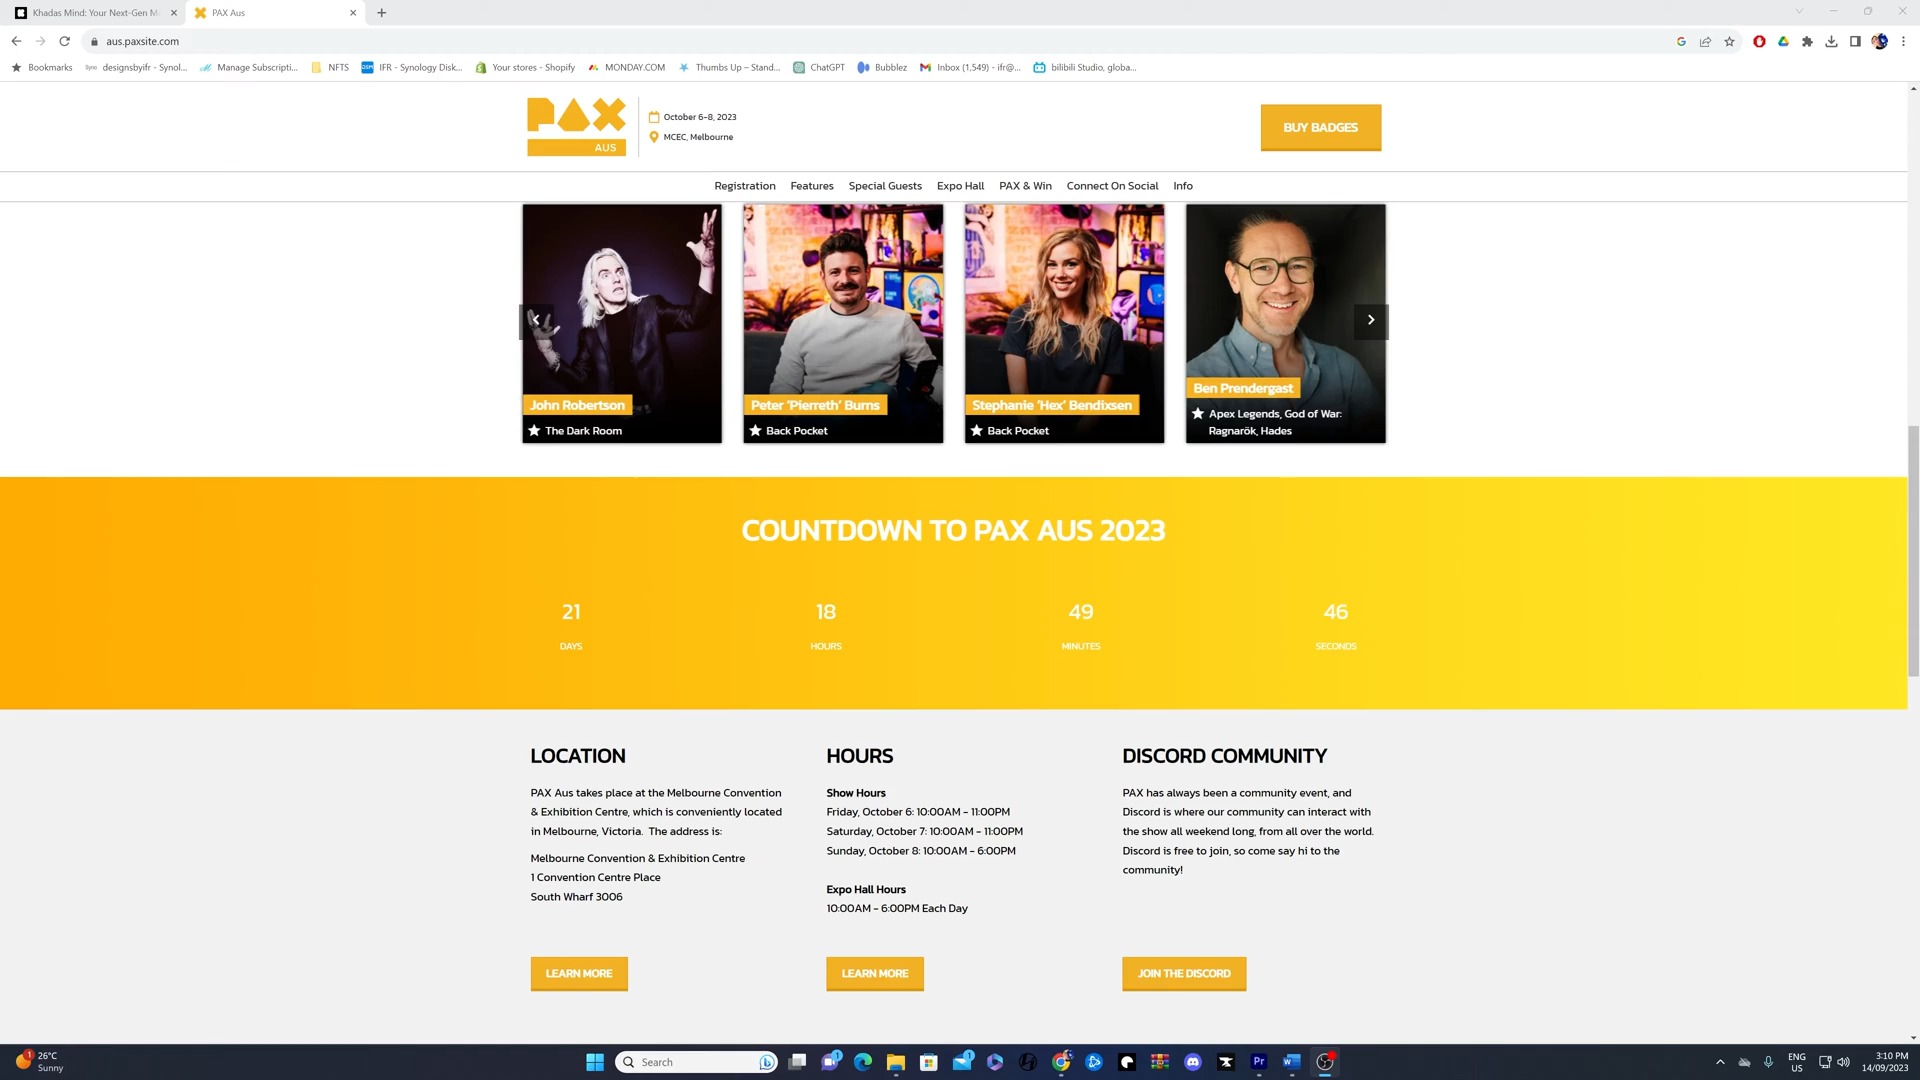 Khadas Mind: Your Next-Gen M
PAX Aus
aus.paxsite.com
Bookmarks
designsbyifr - Synol...
Manage Subscripti...
NFTS
IFR - Synology Disk...
Your stores - Shopify
MONDAY.COM
Thumbs Up – Stand...
ChatGPT
Bubblez
Inbox (1,549) - ifr@...
bilibili Studio, globa...
PAX
AUS
October 6-8, 2023
MCEC, Melbourne
BUY BADGES
Registration
Features
Special Guests
Expo Hall
PAX & Win
Connect On Social
Info
John Robertson
The Dark Room
Peter 'Pierreth' Burns
Back Pocket
Stephanie 'Hex' Bendixsen
Back Pocket
Ben Prendergast
Apex Legends, God of War:
Ragnarök, Hades
COUNTDOWN TO PAX AUS 2023
21
DAYS
18
HOURS
49
MINUTES
46
SECONDS
LOCATION
PAX Aus takes place at the Melbourne Convention
& Exhibition Centre, which is conveniently located
in Melbourne, Victoria. The address is:
Melbourne Convention & Exhibition Centre
1 Convention Centre Place
South Wharf 3006
LEARN MORE
HOURS
Show Hours
Friday, October 6: 10:00AM - 11:00PM
Saturday, October 7: 10:00AM - 11:00PM
Sunday, October 8: 10:00AM - 6:00PM
Expo Hall Hours
10:00AM - 6:00PM Each Day
LEARN MORE
DISCORD COMMUNITY
PAX has always been a community event, and
Discord is where our community can interact with
the show all weekend long, from all over the world.
Discord is free to join, so come say hi to the
community!
JOIN THE DISCORD
26°C
Sunny
Search
ENG
US
3:10 PM
14/09/2023